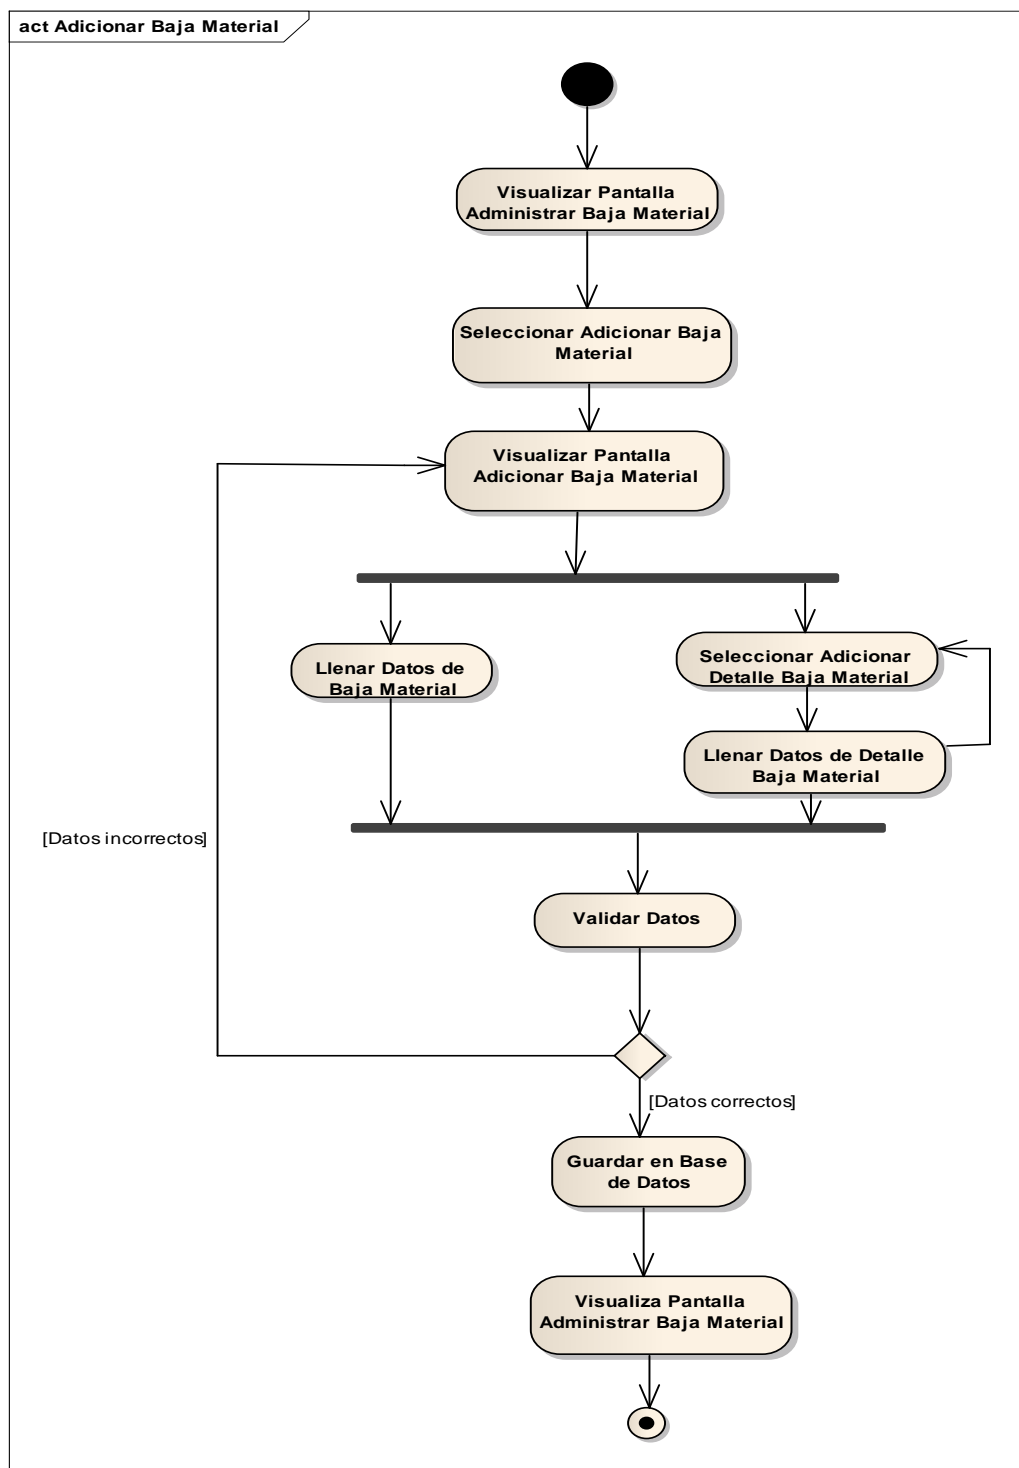 act Adicionar Baja Material
Visualizar Pantalla
Administrar Baja Material
Seleccionar Adicionar Baja
Material
Visualizar Pantalla
Adicionar Baja Material
Llenar Datos de
Baja Material
Seleccionar Adicionar
Detalle Baja Material
Llenar Datos de Detalle
Baja Material
[Datos incorrectos]
Validar Datos
[Datos correctos]
Guardar en Base
de Datos
Visualiza Pantalla
Administrar Baja Material